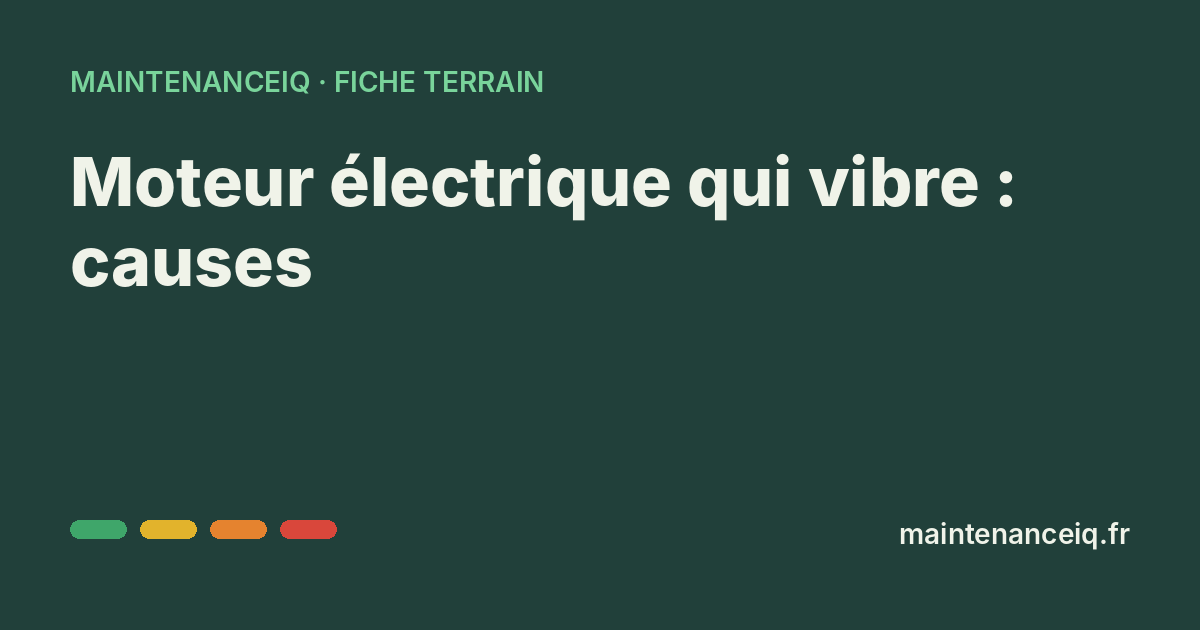 MAINTENANCEIQ · FICHE TERRAIN
Moteur électrique qui vibre :
causes
maintenanceiq.fr